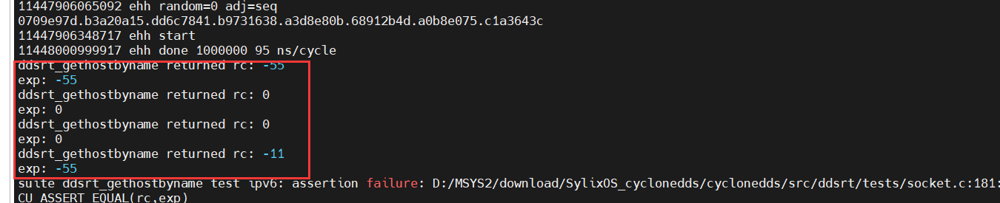 11447906065092 ehh random=0 adj=seq
0709e97d.b3a20a15.dd6c7841.b9731638.a3d8e80b.68912b4d.a0b8e075.c1a3643c
11447906348717 ehh start
11448000999917 ehh done 1000000 95 ns/cycle
ddsrt_gethostbyname returned rc: -55
exp: -55
ddsrt_gethostbyname returned rc: 0
exp: 0
ddsrt_gethostbyname returned rc: 0
exp: 0
ddsrt_gethostbyname returned rc: -11
exp: -55
suite ddsrt_gethostbyname test ipv6: assertion failure: D:/MSYS2/download/SylixOS_cyclonedds/cyclonedds/src/ddsrt/tests/socket.c:181:
CU_ASSERT_EQUAL(rc,exp)